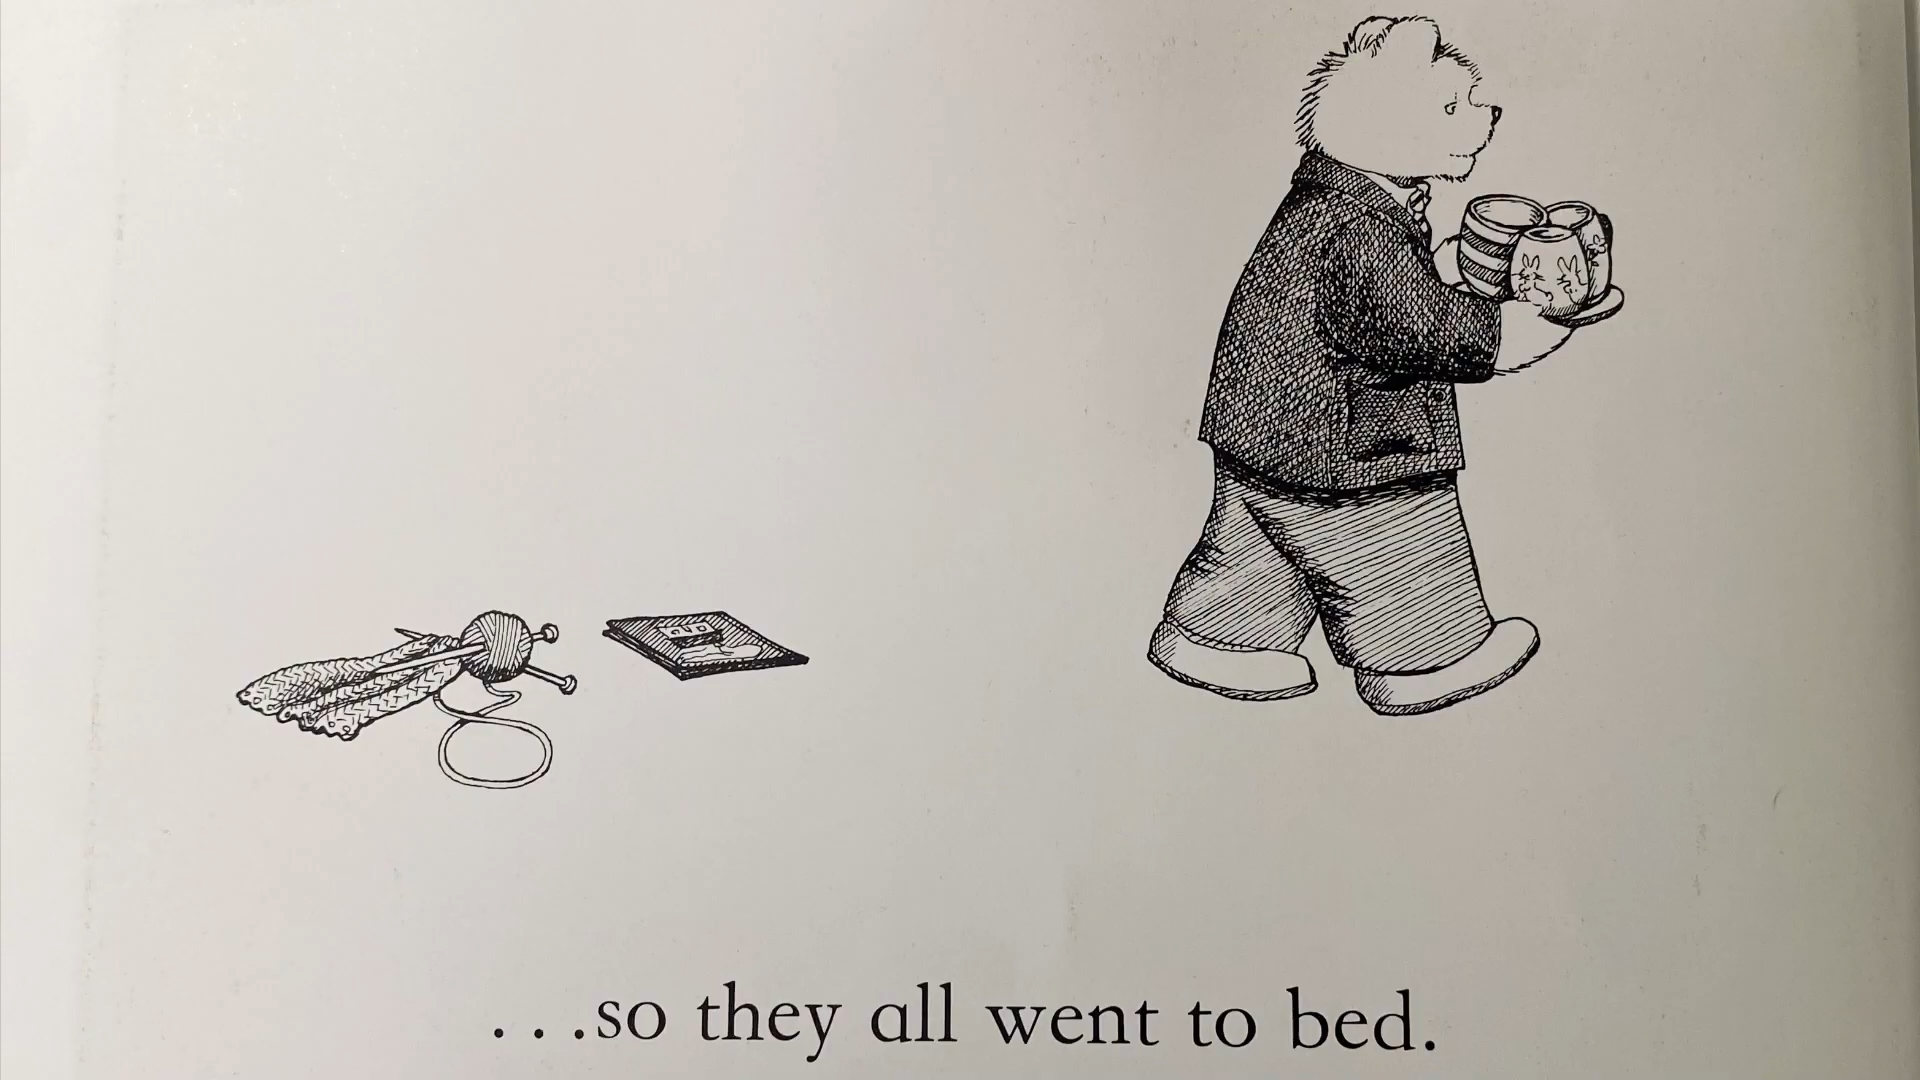 . . .so they all went to bed.